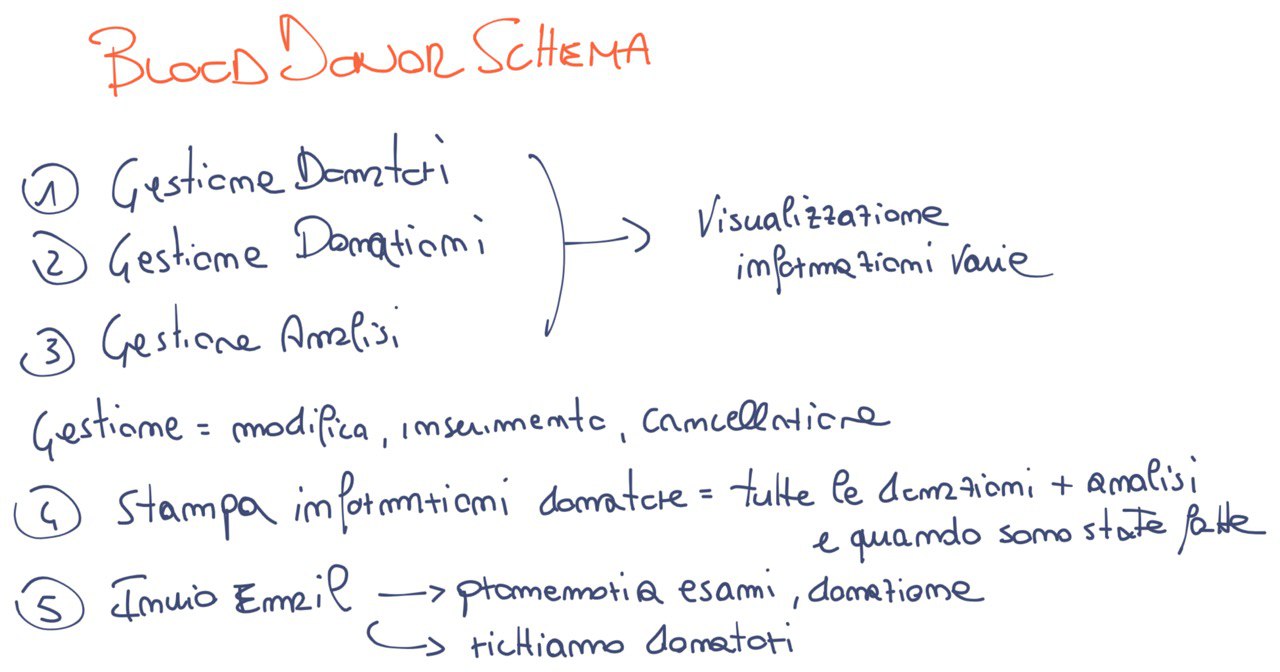 BLOOD DONOR SCHEMA
1 Gestione Donatori
2 Gestione Donazioni
3 Gestione Analisi
→ Visualizzazione
informazioni varie
Gestione = modifica, inserimento, cancellazione
4 Stampa informazioni donatore = tutte le donazioni + analisi
e quando sono state fatte
5 Invio Email → promemoria esami, donazione
→ richiamo donatori